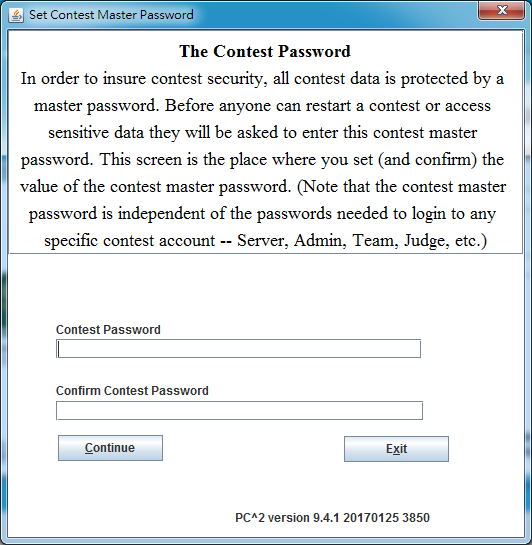 Set Contest Master Password
The Contest Password
In order to insure contest security, all contest data is protected by a
master password. Before anyone can restart a contest or access
sensitive data they will be asked to enter this contest master
password. This screen is the place where you set (and confirm) the
value of the contest master password. (Note that the contest master
password is independent of the passwords needed to login to any
specific contest account -- Server, Admin, Team, Judge, etc.)
Contest Password
Confirm Contest Password
Continue
Exit
PC^2 version 9.4.1 20170125 3850